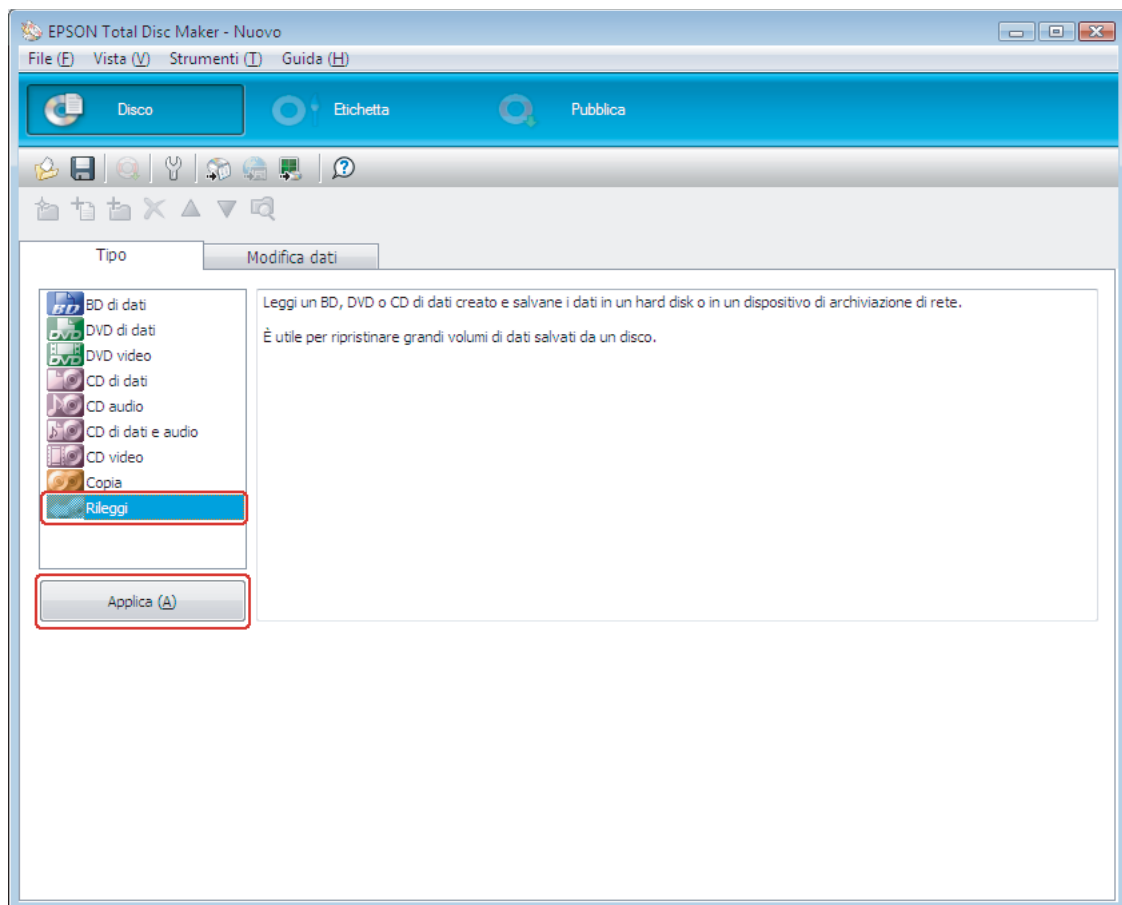 EPSON Total Disc Maker - Nuovo
File (F) Vista (V) Strumenti (T) Guida (H)
Disco Etichetta Pubblica
Tipo Modifica dati
BD BD di dati
DVD DVD di dati
DVD DVD video
CD di dati
CD audio
CD di dati e audio
CD video
Copia
Rileggi
Applica (A)
Leggi un BD, DVD o CD di dati creato e salvane i dati in un hard disk o in un dispositivo di archiviazione di rete.
È utile per ripristinare grandi volumi di dati salvati da un disco.